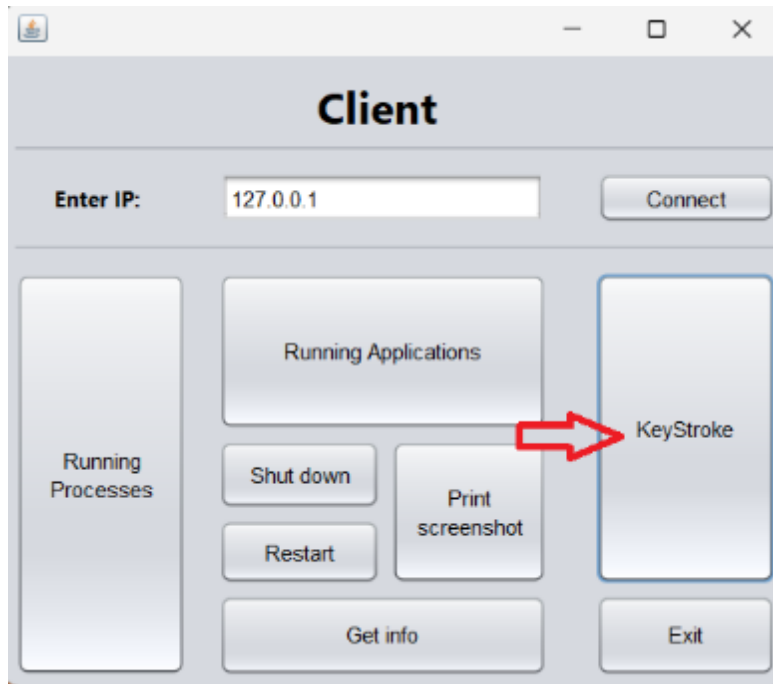 Client
Enter IP:
127.0.0.1
Connect
Running
Processes
Running Applications
Shut down
Restart
Print
screenshot
Get info
KeyStroke
Exit